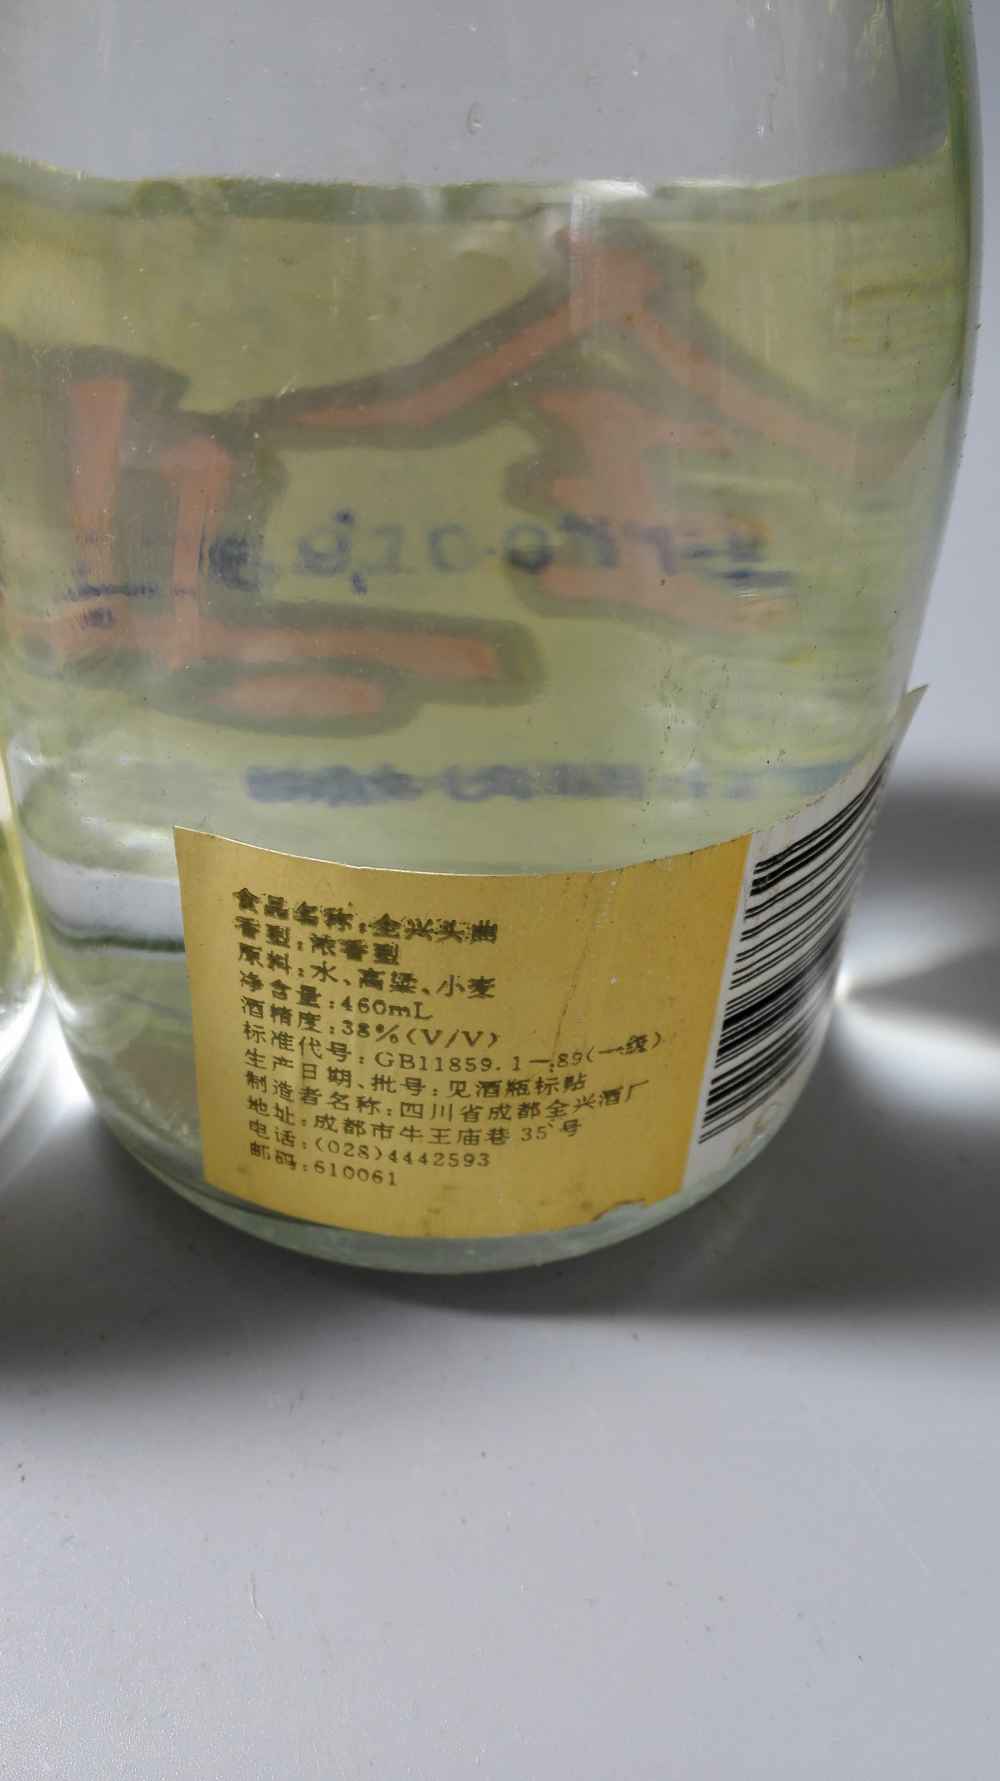 食品名称:全兴头曲
香型:浓香型
原料:水、高粱、小麦
净含量:460mL
酒精度:38%(V/V)
标准代号:GB11859.1—89(一级)
生产日期、批号:见酒瓶标贴
制造者名称:四川省成都全兴酒厂
地址:成都市牛王庙巷 35号
电话:(028)4442593
邮码:610061